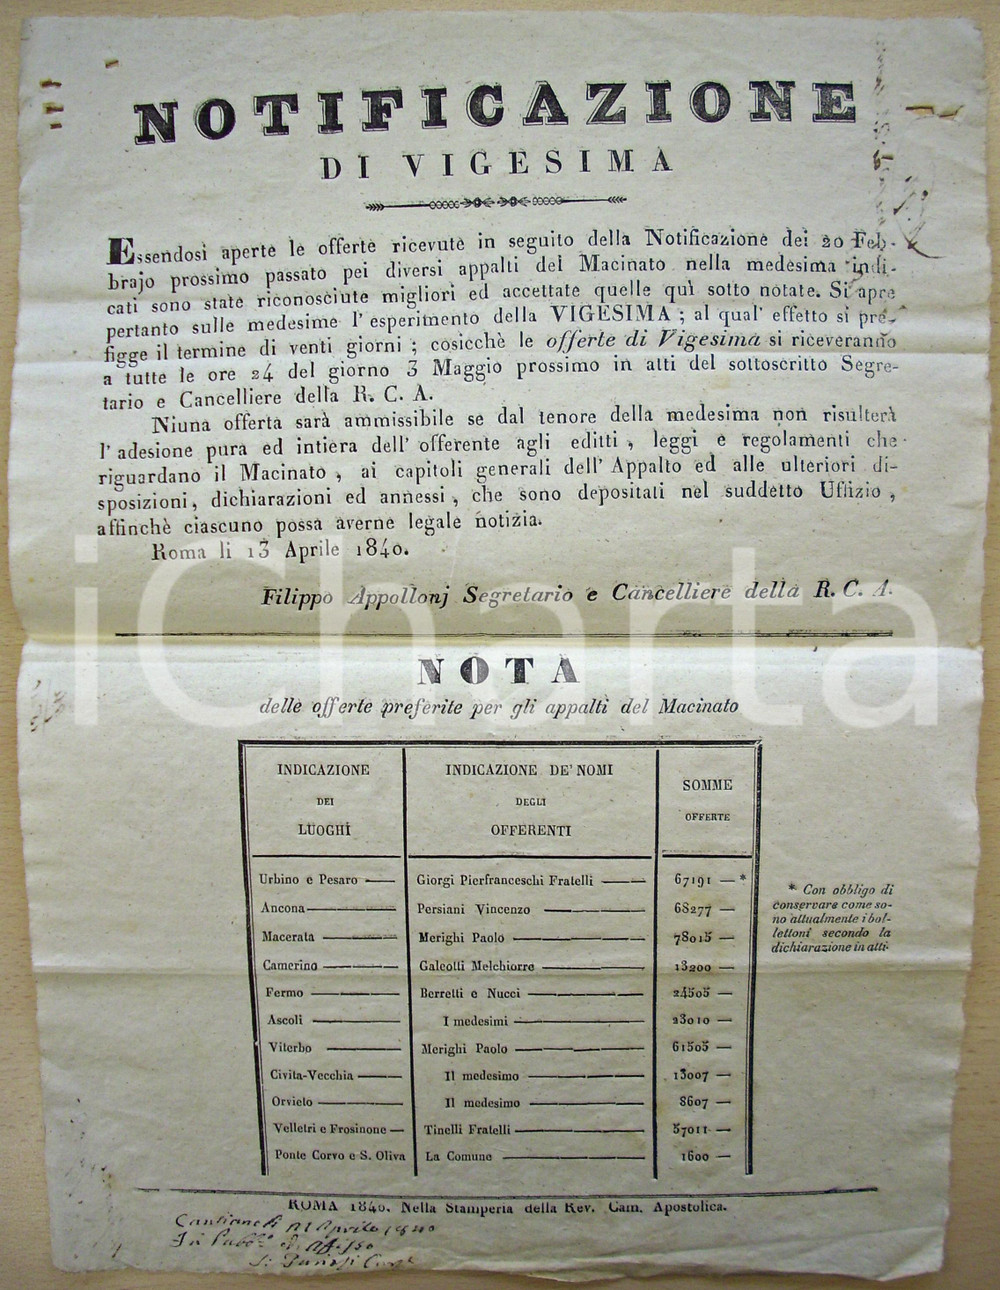 NOTIFICAZIONE
DI VIGESIMA
Essendosi aperte le offerte ricevute in seguito della Notificazione dei 20 Feb-
brajo prossimo passato pei diversi appalti del Macinato nella medesima indi-
cati sono state riconosciute migliori ed accettate quelle quì sotto notate. Si apre
pertanto sulle medesime l'esperimento della VIGESIMA; al qual' effetto si pre-
figge il termine di venti giorni; cosicchè le offerte di Vigesima si riceveranno
a tutte le ore 24 del giorno 3 Maggio prossimo in atti del sottoscritto Segre-
tario e Cancelliere della R. C. A.
Niuna offerta sarà ammissibile se dal tenore della medesima non risulterà
l'adesione pura ed intiera dell'offerente agli editti, leggi e regolamenti che
riguardano il Macinato, ai capitoli generali dell'Appalto ed alle ulteriori di-
sposizioni, dichiarazioni ed annessi, che sono depositati nel suddetto Uffizio,
affinchè ciascuno possa averne legale notizia.
Roma li 13 Aprile 1840.
Filippo Appollonj Segretario e Cancelliere della R. C. A.
iCharta
NOTA
delle offerte preferite per gli appalti del Macinato
INDICAZIONE DEI LUOGHI | INDICAZIONE DE' NOMI DEGLI OFFERENTI | SOMME OFFERTE
Urbino e Pesaro — Giorgi Pierfranceschi Fratelli — 67191 — *
Ancona — Persiani Vincenzo — 68277 —
Macerata — Merighi Paolo — 78015 —
Camerino — Galeotti Melchiorre — 13200 —
Fermo — Berretti e Nucci — 24505 —
Ascoli — I medesimi — 23010 —
Viterbo — Merighi Paolo — 61505 —
Civita-Vecchia — Il medesimo — 13007 —
Orvieto — Il medesimo — 8607 —
Velletri e Frosinone — Tinelli Fratelli — 57011 —
Ponte Corvo e S. Oliva La Comune — 1600 —
* Con obbligo di
conservare come so-
no attualmente i bol-
lettoni secondo la
dichiarazione in atti.
ROMA 1840. Nella Stamperia della Rev. Cam. Apostolica.
Aprile 1840